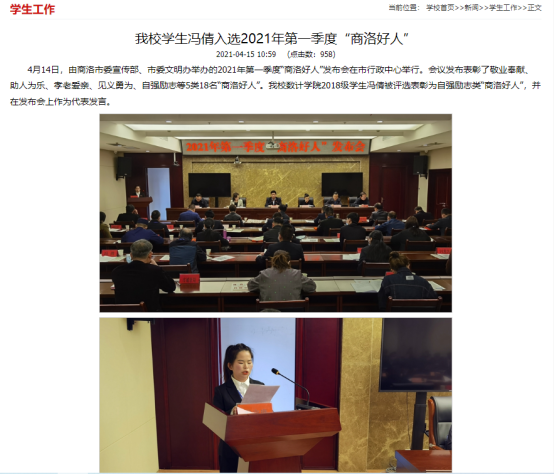 学生工作
当前位置： 学校首页>>新闻>>学生工作>>正文
我校学生冯倩入选2021年第一季度“商洛好人”
2021-04-15 10:59 （点击数：958）
4月14日，由商洛市委宣传部、市委文明办举办的2021年第一季度“商洛好人”发布会在市行政中心举行。会议发布表彰了敬业奉献、
助人为乐、孝老爱亲、见义勇为、自强励志等5类18名“商洛好人”。我校数计学院2018级学生冯倩被评选表彰为自强励志类“商洛好人”，并
在发布会上作为代表发言。
2021年第一季度“商洛好人”发布会